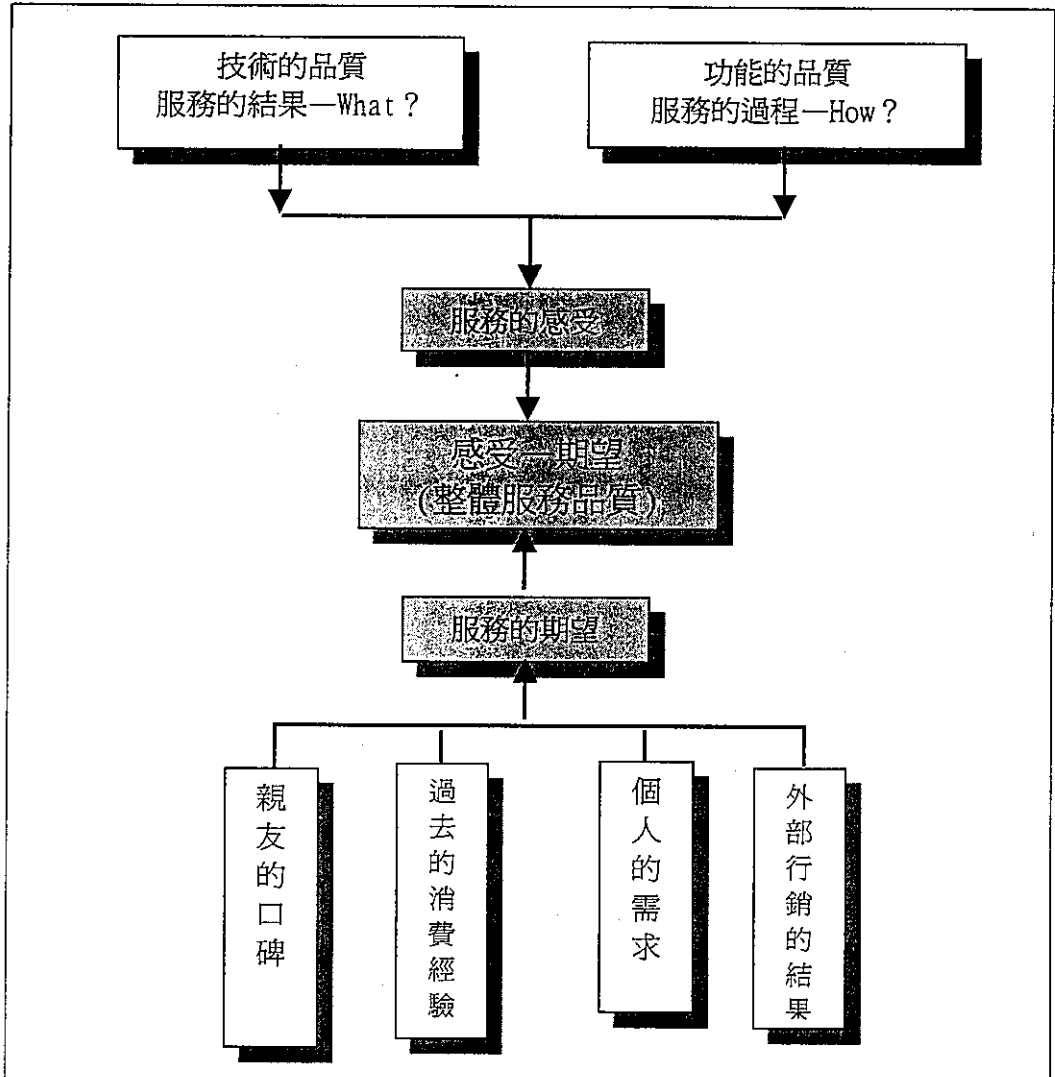 技術的品質
服務的結果—What?
功能的品質
服務的過程—How?
服務的感受
感受—期望
(整體服務品質)
服務的期望
親友的口碑
過去的消費經驗
個人的需求
外部行銷的結果